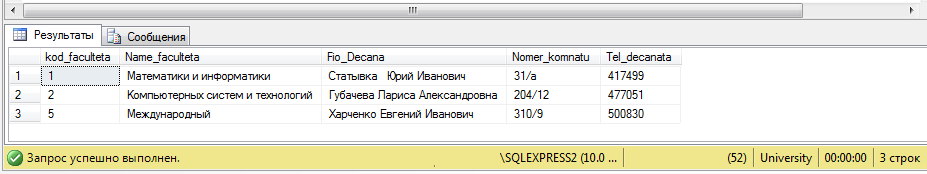 Результаты Сообщения
kod_faculteta Name_faculteta Fio_Decana Nomer_komnatu Tel_decanata
1 1 Математики и информатики Статывка Юрий Иванович 31/а 417499
2 2 Компьютерных систем и технологий Губачева Лариса Александровна 204/12 477051
3 5 Международный Харченко Евгений Иванович 310/9 500830
Запрос успешно выполнен. \SQLEXPRESS2 (10.0 ... (52) University 00:00:00 3 строк